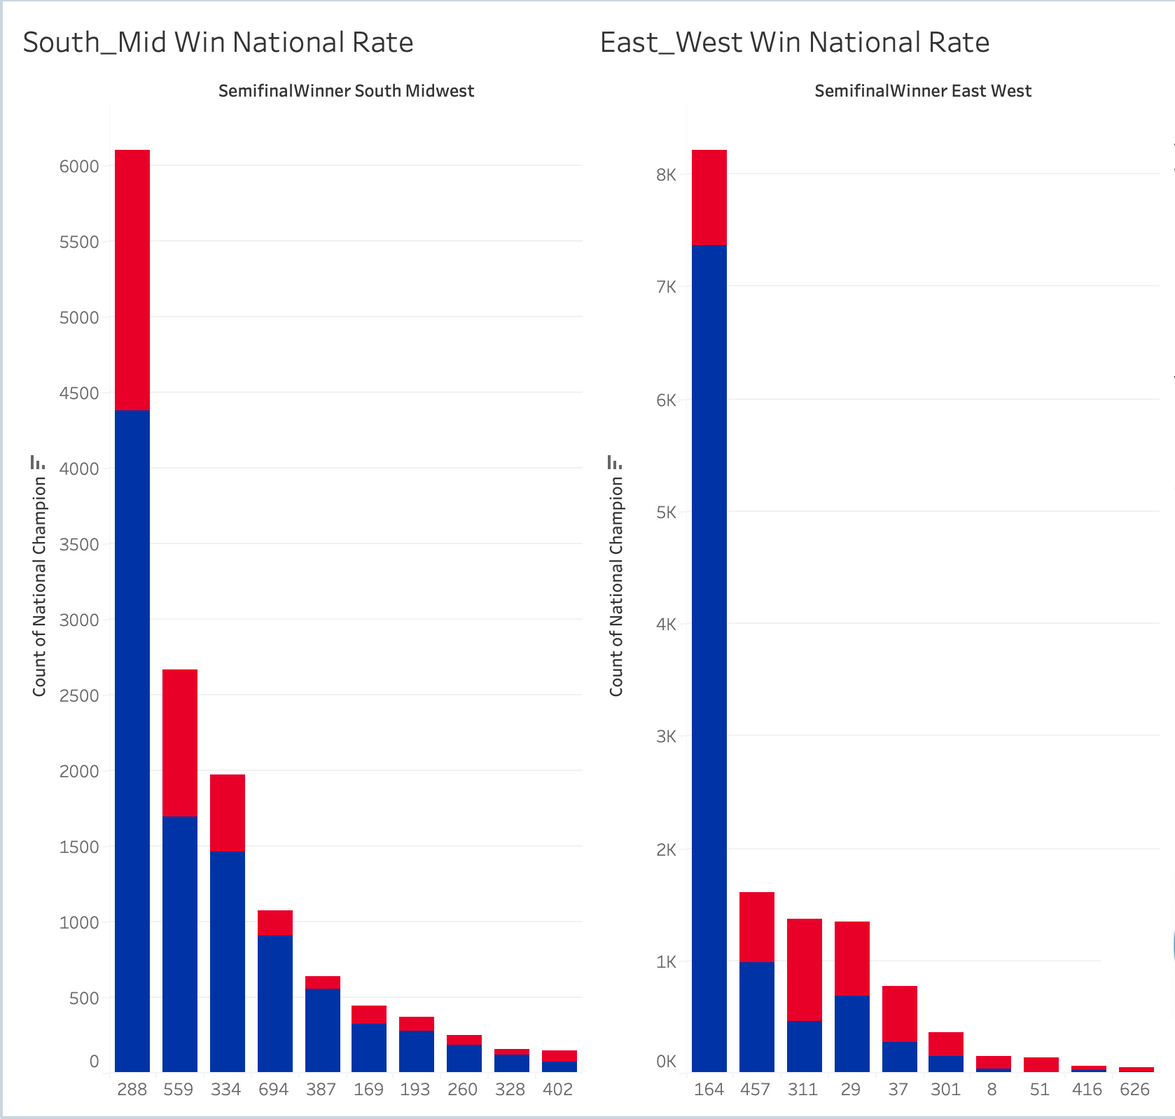 South_Mid Win National Rate
SemifinalWinner South Midwest
Count of National Champion
6000
5500
5000
4500
4000
3500
3000
2500
2000
1500
1000
500
0
288 559 334 694 387 169 193 260 328 402
East_West Win National Rate
SemifinalWinner East West
Count of National Champion
8K
7K
6K
5K
4K
3K
2K
1K
0K
164 457 311 29 37 301 8 51 416 626